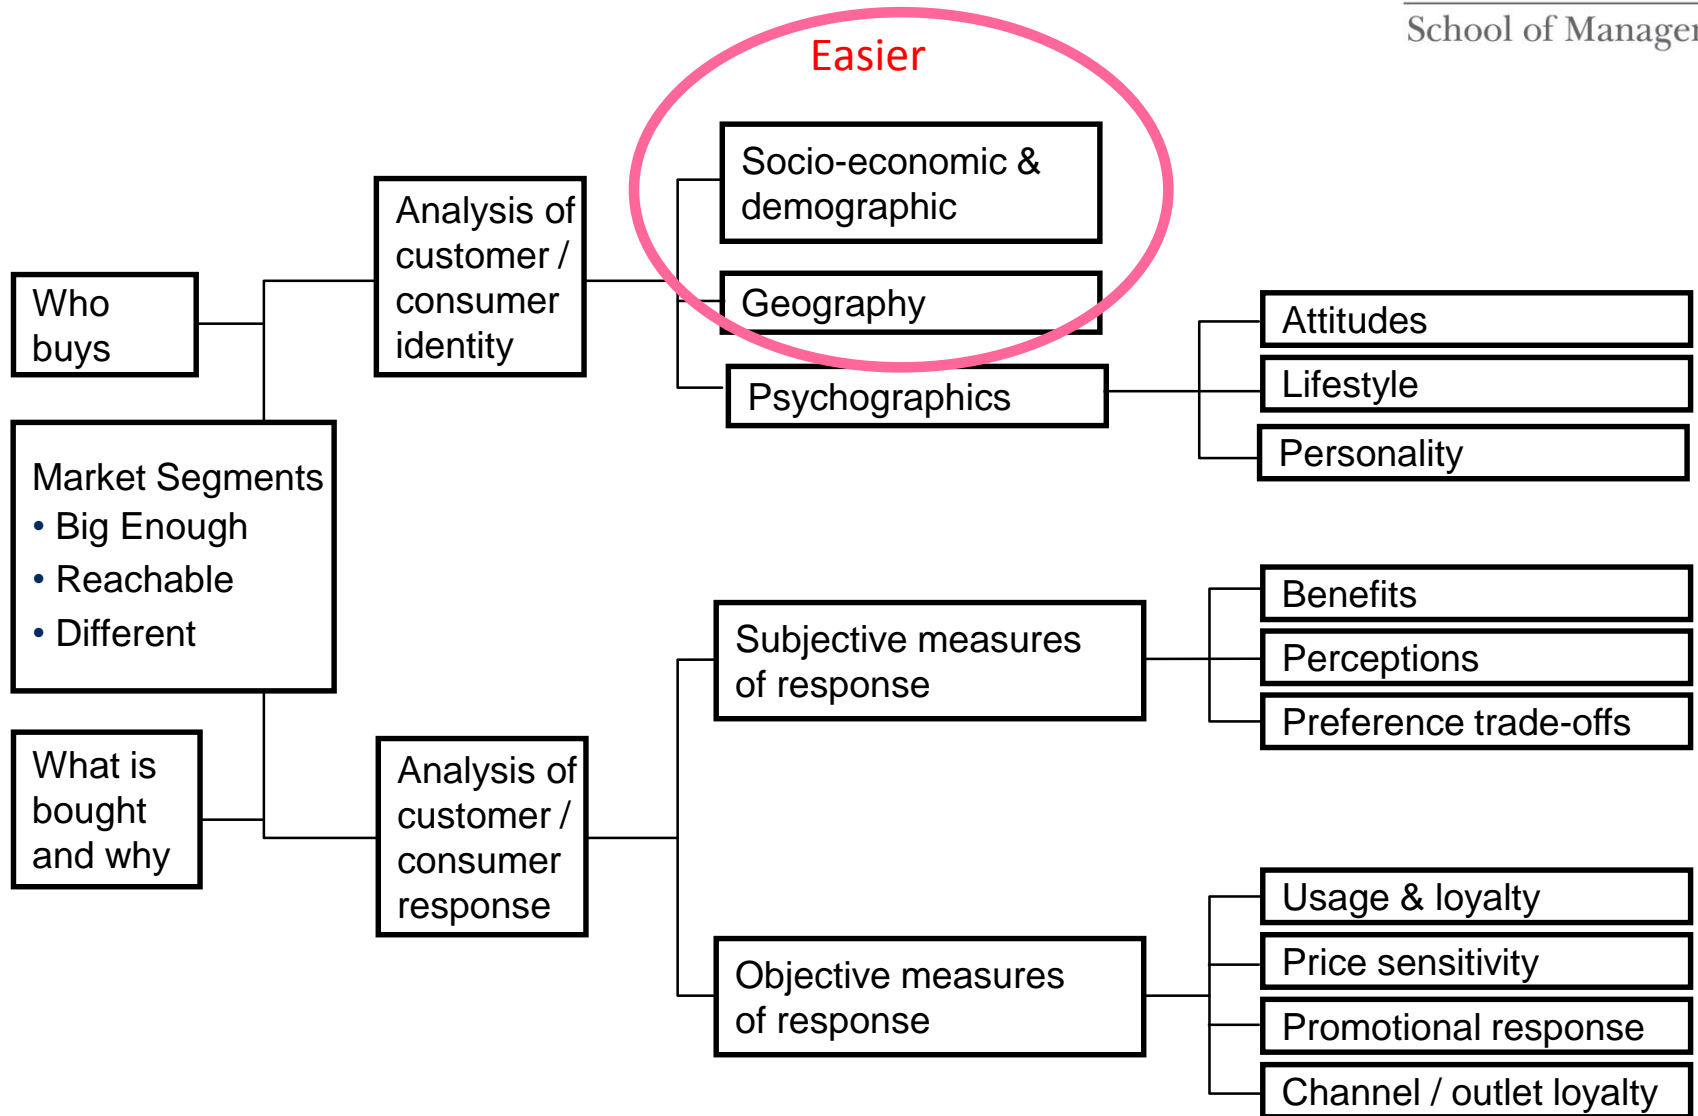 School of Manager
Easier
Socio-economic &
demographic
Analysis of
customer /
consumer
identity
Who
buys
Geography
Psychographics
Attitudes
Lifestyle
Personality
Market Segments
• Big Enough
• Reachable
• Different
What is
bought
and why
Analysis of
customer /
consumer
response
Subjective measures
of response
Benefits
Perceptions
Preference trade-offs
Objective measures
of response
Usage & loyalty
Price sensitivity
Promotional response
Channel / outlet loyalty